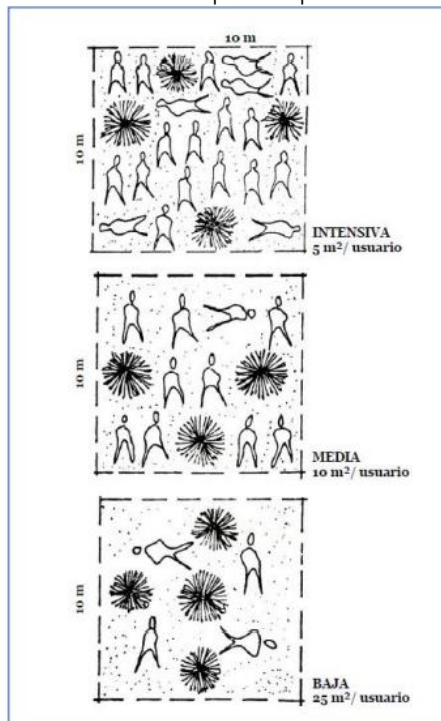 10 m
10 m
INTENSIVA
5 m²/ usuario
10 m
MEDIA
10 m²/ usuario
10 m
BAJA
25 m²/ usuario